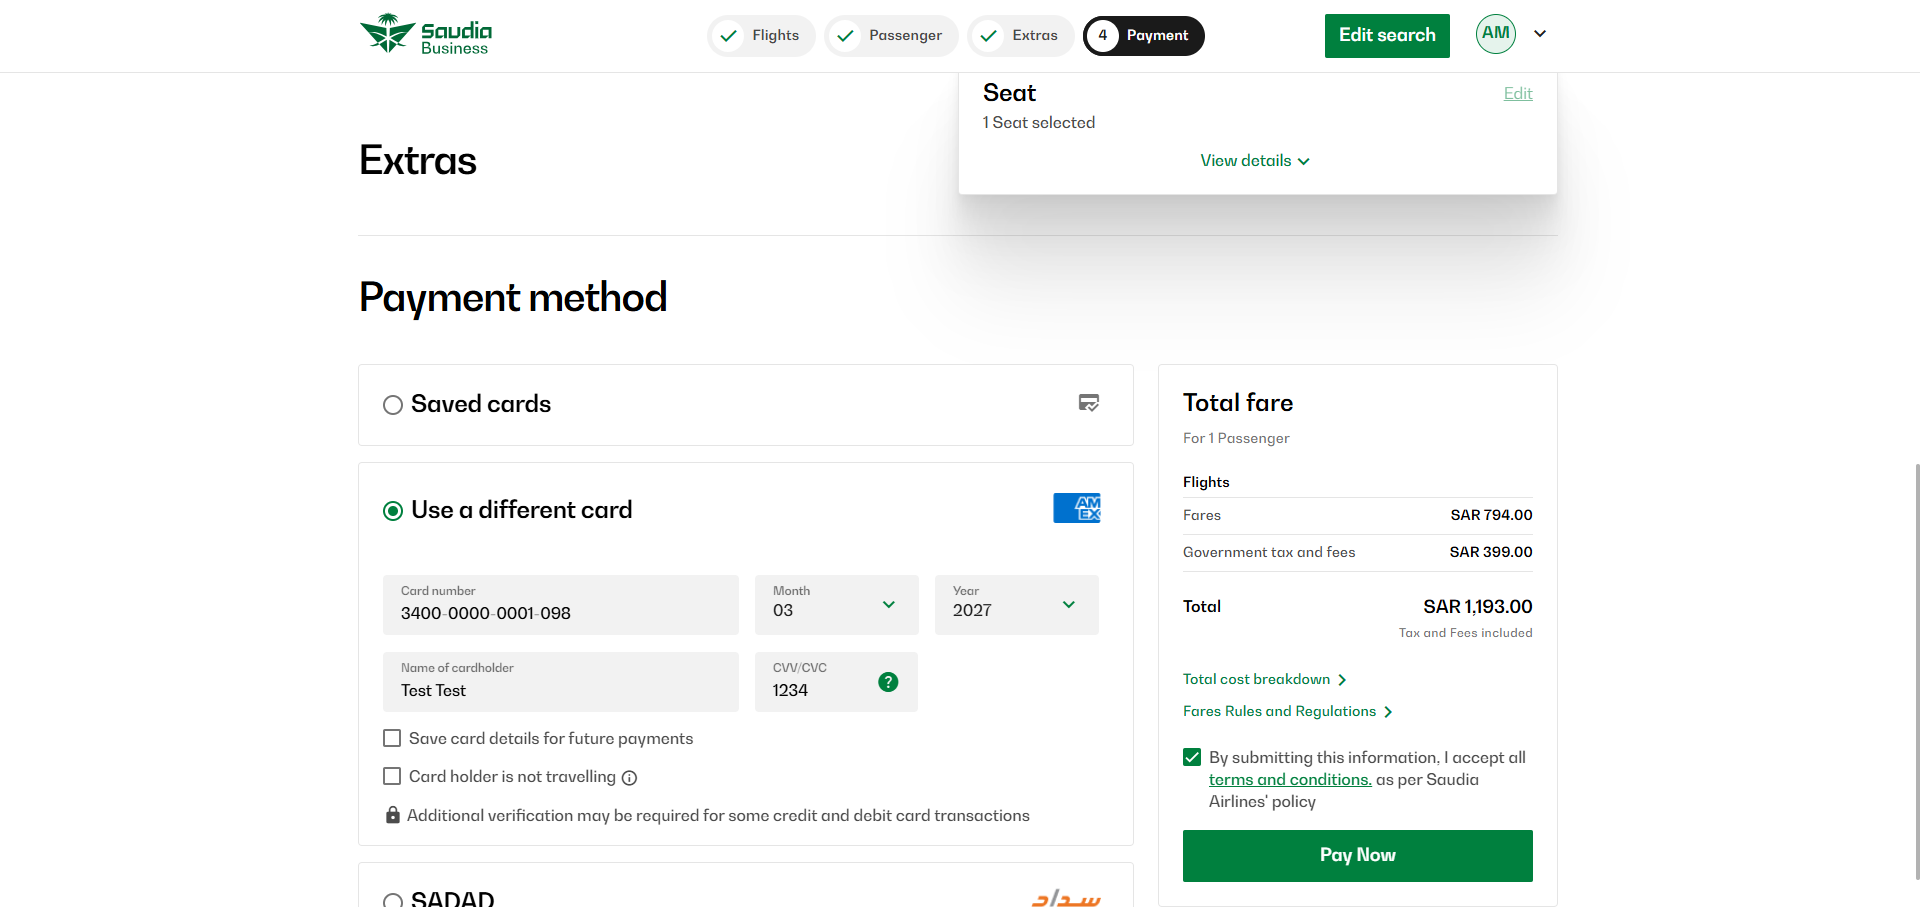 Saudia
Business
Flights
Passenger
Extras
4
Payment
Edit search
AM
Seat
Edit
1 Seat selected
View details
Extras
Payment method
Saved cards
Use a different card
AM
EX
Card number
3400-0000-0001-098
Month
03
Year
2027
Name of cardholder
Test Test
CVV/CVC
1234
?
Save card details for future payments
Card holder is not travelling
Additional verification may be required for some credit and debit card transactions
SADAD
سداد
Total fare
For 1 Passenger
Flights
Fares
SAR 794.00
Government tax and fees
SAR 399.00
Total
SAR 1,193.00
Tax and Fees included
Total cost breakdown
Fares Rules and Regulations
By submitting this information, I accept all
terms and conditions. as per Saudia
Airlines' policy
Pay Now